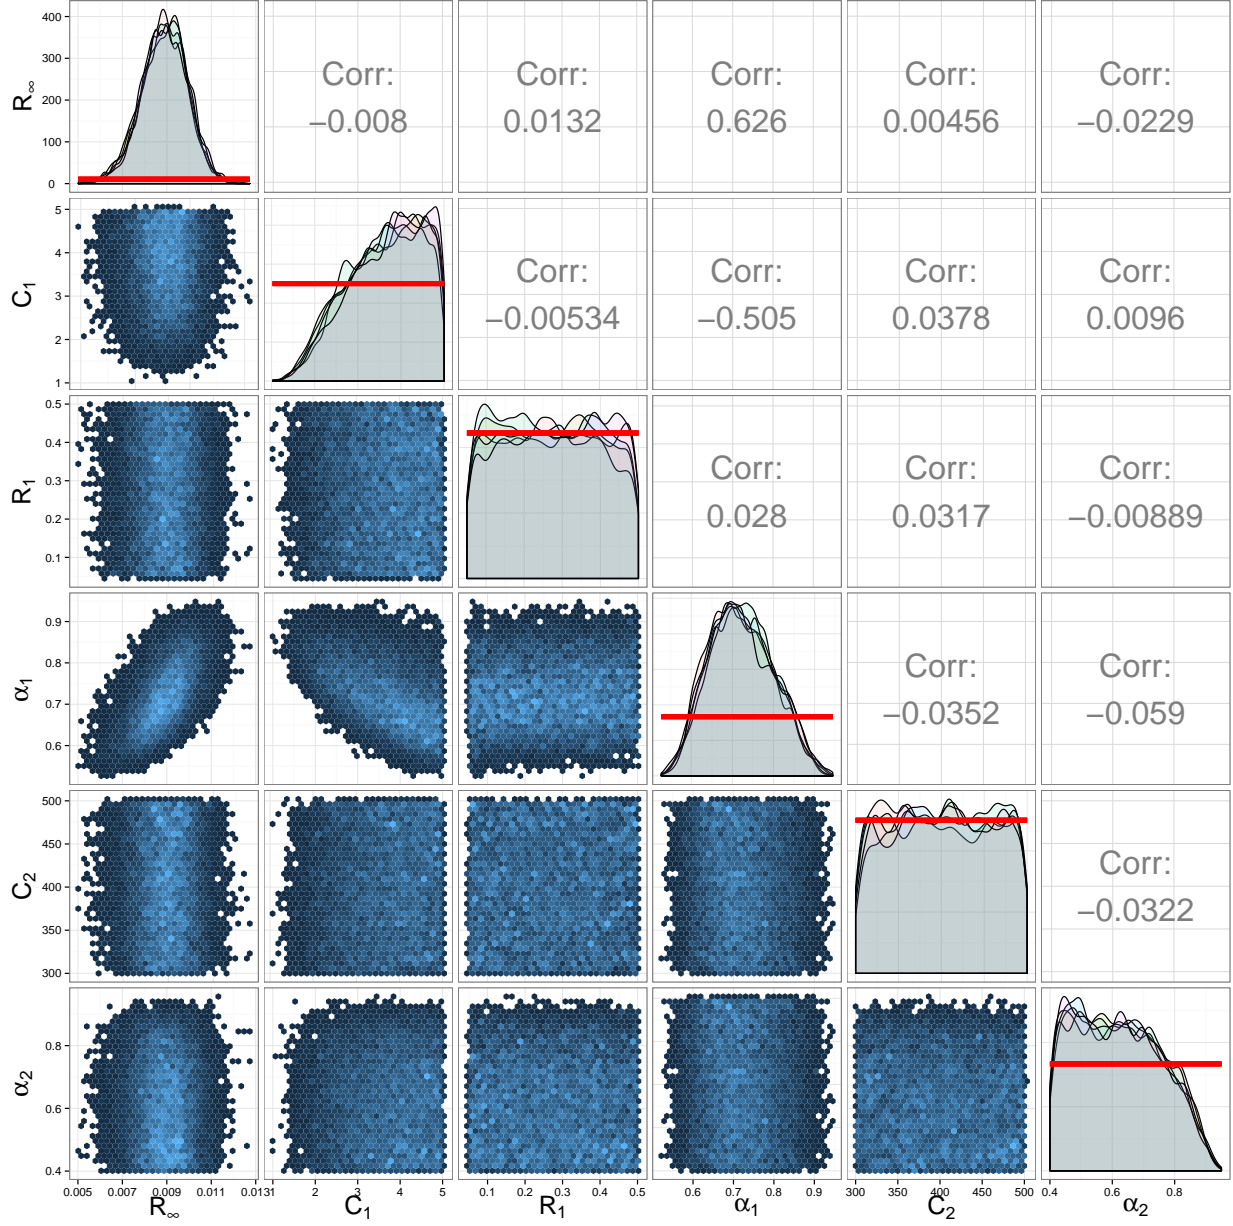 R∞
400
300
200
100
0
Corr:
−0.008
Corr:
0.0132
Corr:
0.626
Corr:
0.00456
Corr:
−0.0229
C1
5
4
3
2
1
Corr:
−0.00534
Corr:
−0.505
Corr:
0.0378
Corr:
0.0096
R1
0.5
0.4
0.3
0.2
0.1
Corr:
0.028
Corr:
0.0317
Corr:
−0.00889
α1
0.9
0.8
0.7
0.6
Corr:
−0.0352
Corr:
−0.059
C2
500
450
400
350
300
Corr:
−0.0322
α2
0.8
0.6
0.4
0.005 0.007 0.009 0.011 0.0131 2 3 4 5 0.1 0.2 0.3 0.4 0.5 0.6 0.7 0.8 0.9 300 350 400 450 500 0.4 0.6 0.8
R∞ C1 R1 α1 C2 α2